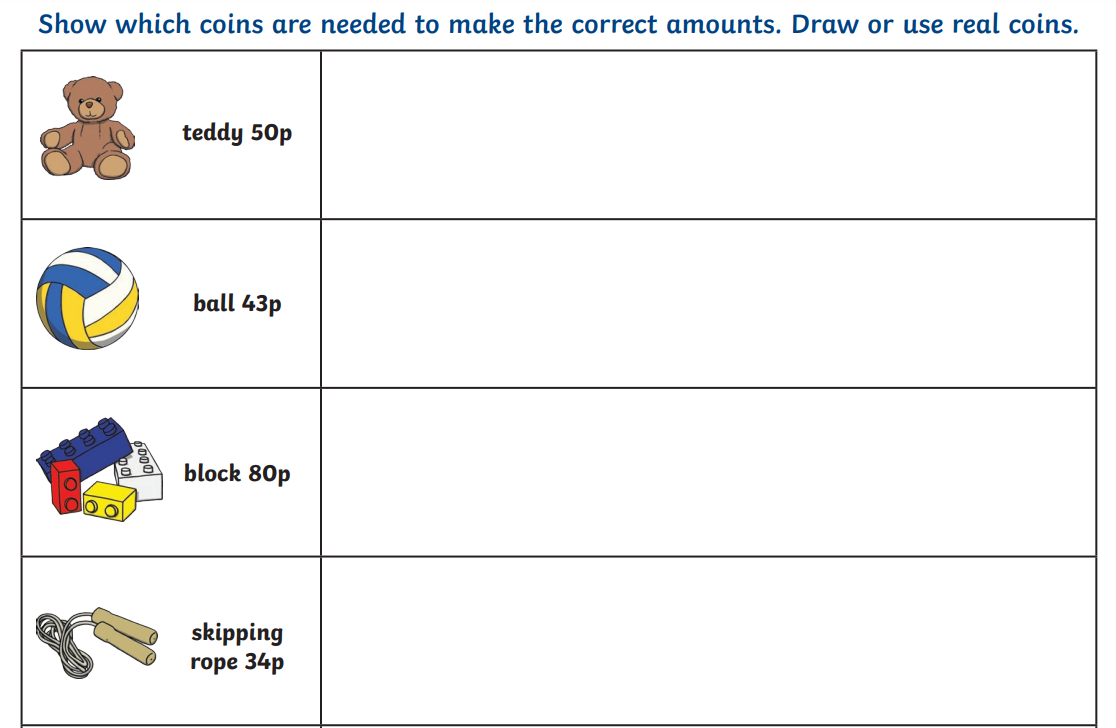 Show which coins are needed to make the correct amounts. Draw or use real coins.
teddy 50p
ball 43p
block 80p
skipping
rope 34p